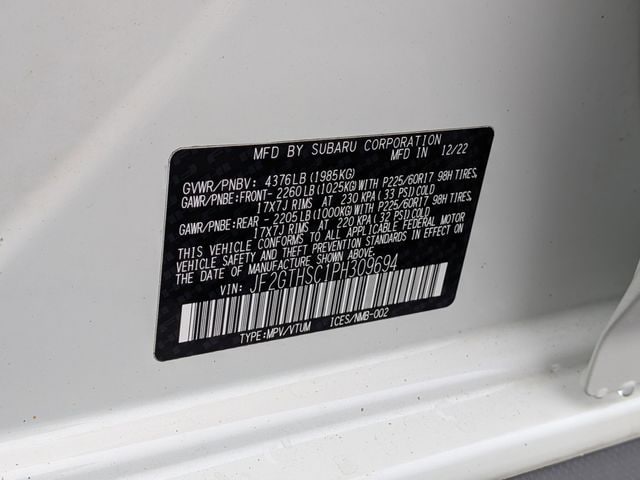 MFD BY SUBARU CORPORATION
MFD IN 12/22
GVWR/PNBV: 4376LB (1985KG)
GAWR/PNBE:FRONT- 2260LB (1025KG)WITH P225/60R17 98H TIRES,
17X7J RIMS AT 230 KPA( 33 PSI)COLD
GAWR/PNBE:REAR - 2205LB (1000KG)WITH P225/60R17 98H TIRES,
17X7J RIMS AT 220 KPA( 32 PSI)COLD
THIS VEHICLE CONFORMS TO ALL APPLICABLE FEDERAL MOTOR
VEHICLE SAFETY AND THEFT PREVENTION STANDARDS IN EFFECT ON
THE DATE OF MANUFACTURE SHOWN ABOVE.
VIN: JF2GTHSC1PH309694
TYPE:MPV/VTUM ICES/NMB-002